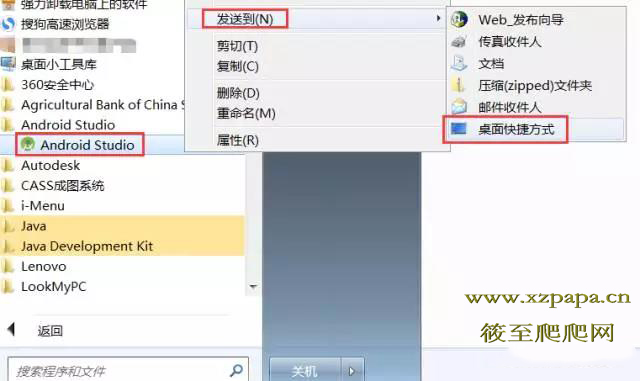 强力卸载电脑上的软件
搜狗高速浏览器
桌面小工具库
360安全中心
Agricultural Bank of China S
Android Studio
Android Studio
Autodesk
CASS成图系统
i-Menu
Java
Java Development Kit
Lenovo
LookMyPC
返回
搜索程序和文件
关机
发送到(N)
剪切(T)
复制(C)
删除(D)
重命名(M)
属性(R)
Web_发布向导
传真收件人
文档
压缩(zipped)文件夹
邮件收件人
桌面快捷方式
www.xzpapa.cn
筱至爬爬网